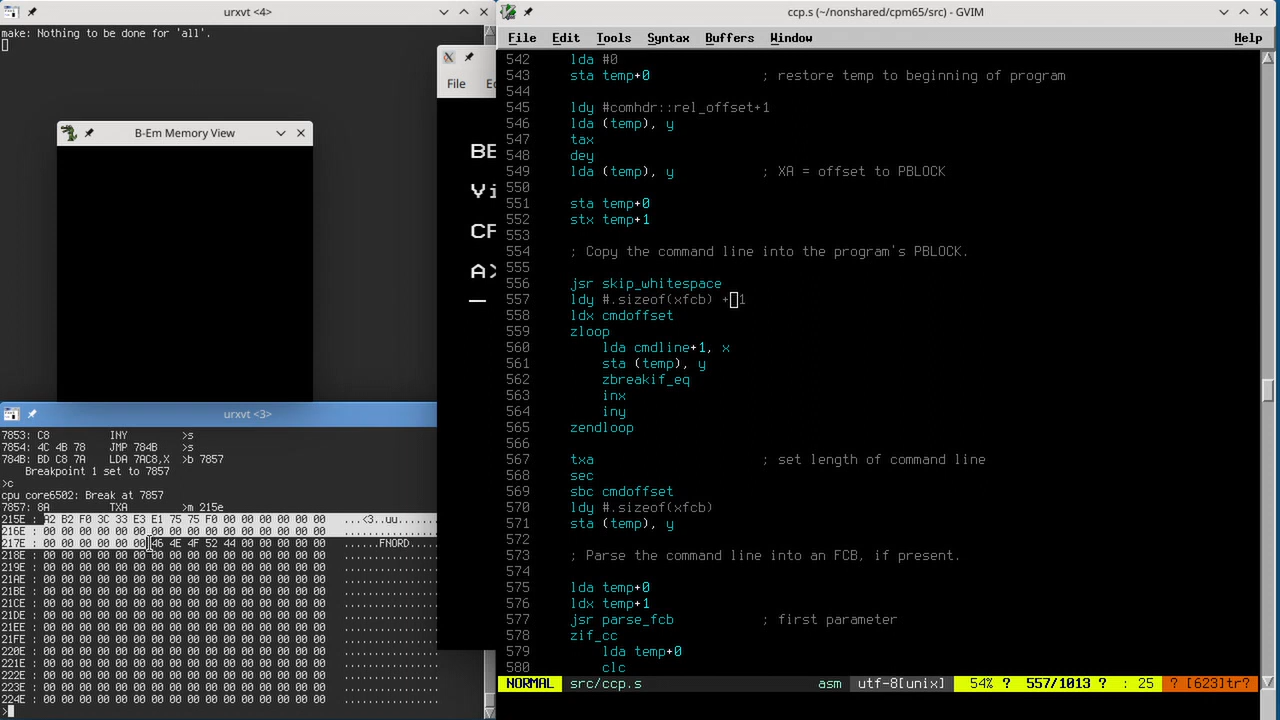 urxvt <4>
make: Nothing to be done for 'all'.
B-Em Memory View
File
BE
Vi
CP
A>
urxvt <3>
7853: C8 INY >s
7854: 4C 4B 78 JMP 784B >s
784B: BD C8 7A LDA 7AC8,X >b 7857
Breakpoint 1 set to 7857
>c
cpu core6502: Break at 7857
7857: 8A TXA >m 215e
215E : A2 B2 F0 3C 33 E3 E1 75 75 F0 00 00 00 00 00 00 ...<3..uu.......
216E : 00 00 00 00 00 00 00 00 00 00 00 00 00 00 00 00 ................
217E : 00 00 00 00 00 00 46 4E 4F 52 44 00 00 00 00 00 ......FNORD.....
218E : 00 00 00 00 00 00 00 00 00 00 00 00 00 00 00 00 ................
219E : 00 00 00 00 00 00 00 00 00 00 00 00 00 00 00 00 ................
21AE : 00 00 00 00 00 00 00 00 00 00 00 00 00 00 00 00 ................
21BE : 00 00 00 00 00 00 00 00 00 00 00 00 00 00 00 00 ................
21CE : 00 00 00 00 00 00 00 00 00 00 00 00 00 00 00 00 ................
21DE : 00 00 00 00 00 00 00 00 00 00 00 00 00 00 00 00 ................
21EE : 00 00 00 00 00 00 00 00 00 00 00 00 00 00 00 00 ................
21FE : 00 00 00 00 00 00 00 00 00 00 00 00 00 00 00 00 ................
220E : 00 00 00 00 00 00 00 00 00 00 00 00 00 00 00 00 ................
221E : 00 00 00 00 00 00 00 00 00 00 00 00 00 00 00 00 ................
222E : 00 00 00 00 00 00 00 00 00 00 00 00 00 00 00 00 ................
223E : 00 00 00 00 00 00 00 00 00 00 00 00 00 00 00 00 ................
224E : 00 00 00 00 00 00 00 00 00 00 00 00 00 00 00 00 ................
>
ccp.s (~/nonshared/cpm65/src) - GVIM
File Edit Tools Syntax Buffers Window Help
542 lda #0
543 sta temp+0 ; restore temp to beginning of program
544
545 ldy #comhdr::rel_offset+1
546 lda (temp), y
547 tax
548 dey
549 lda (temp), y ; XA = offset to PBLOCK
550
551 sta temp+0
552 stx temp+1
553
554 ; Copy the command line into the program's PBLOCK.
555
556 jsr skip_whitespace
557 ldy #.sizeof(xfcb) + 1
558 ldx cmdoffset
559 zloop
560 lda cmdline+1, x
561 sta (temp), y
562 zbreakif_eq
563 inx
564 iny
565 zendloop
566
567 txa ; set length of command line
568 sec
569 sbc cmdoffset
570 ldy #.sizeof(xfcb)
571 sta (temp), y
572
573 ; Parse the command line into an FCB, if present.
574
575 lda temp+0
576 ldx temp+1
577 jsr parse_fcb ; first parameter
578 zif_cc
579 lda temp+0
580 clc
NORMAL src/ccp.s asm utf-8[unix] 54% ? 557/1013 ? : 25 ? [623]tr?